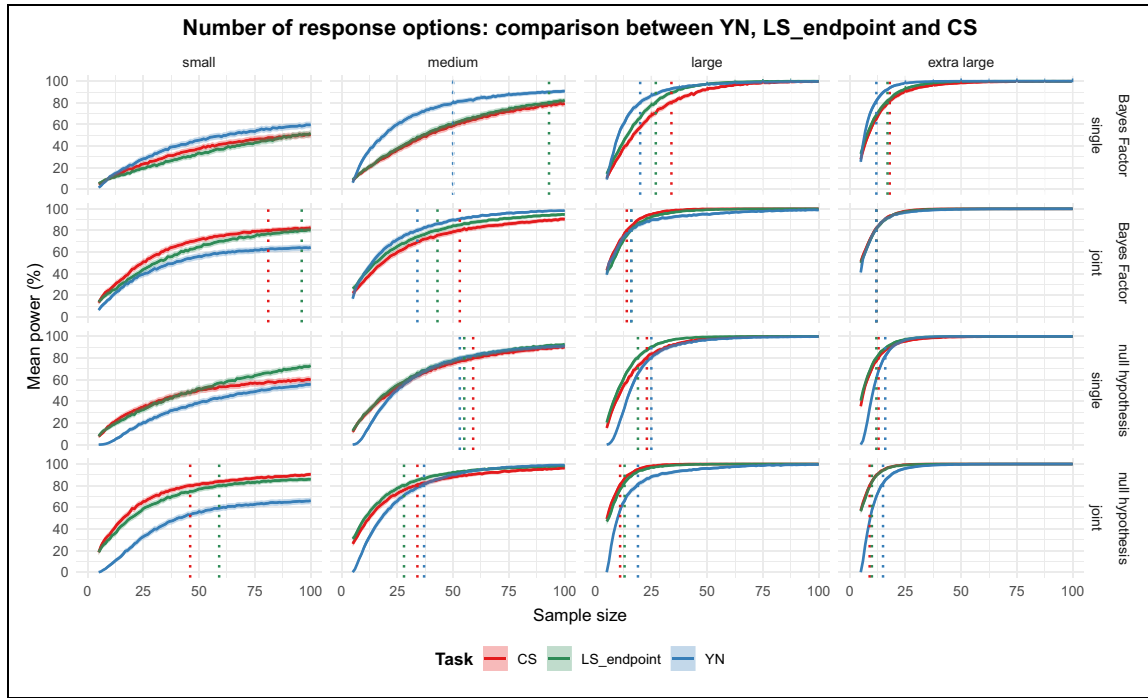 Number of response options: comparison between YN, LS_endpoint and CS
small medium large extra large
Mean power (%)
100
80
60
40
20
0
Bayes Factor
single
100
80
60
40
20
0
Bayes Factor
joint
100
80
60
40
20
0
null hypothesis
single
100
80
60
40
20
0
null hypothesis
joint
0 25 50 75 100 0 25 50 75 100 0 25 50 75 100 0 25 50 75 100
Sample size
Task CS LS_endpoint YN